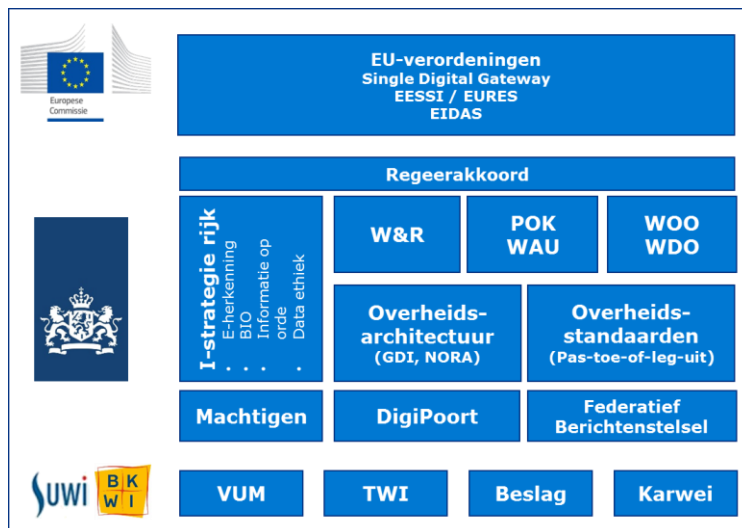 Europese
Commissie
EU-verordeningen
Single Digital Gateway
EESSI / EURES
EIDAS
Regeerakkoord
I-strategie rijk
• E-herkenning
• BIO
• Informatie op
orde
• Data ethiek
W&R
POK
WAU
WOO
WDO
Overheids-
architectuur
(GDI, NORA)
Overheids-
standaarden
(Pas-toe-of-leg-uit)
Machtigen
DigiPoort
Federatief
Berichtenstelsel
suwi
B K
W I
VUM
TWI
Beslag
Karwei